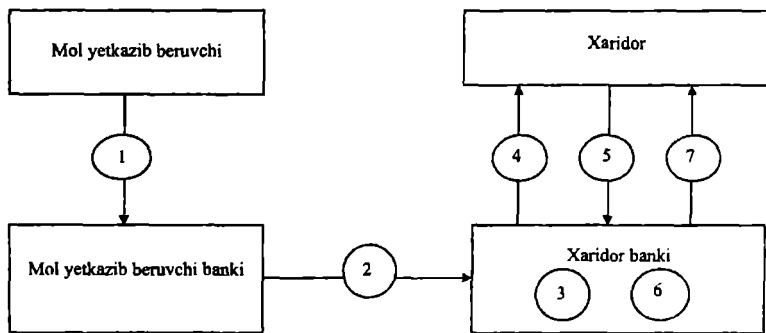 Mol yetkazib beruvchi
Xaridor
1
4
5
7
Mol yetkazib beruvchi banki
2
Xaridor banki
3
6